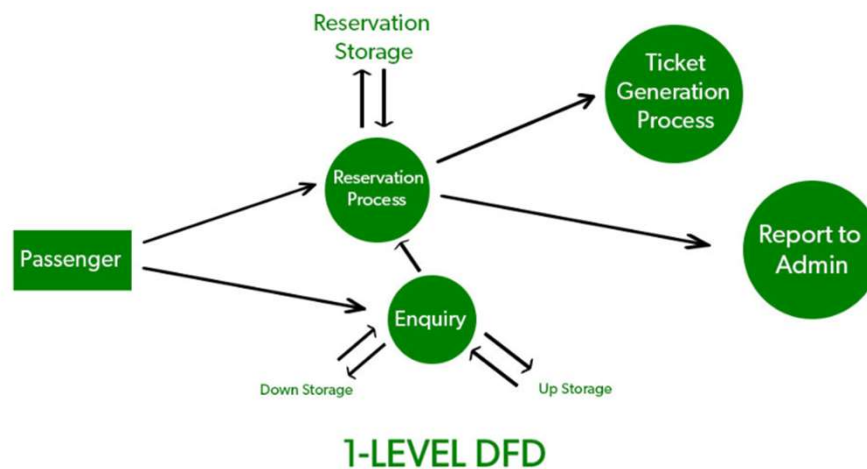 Reservation
Storage
Ticket
Generation
Process
Reservation
Process
Passenger
Report to
Admin
Enquiry
Down Storage
Up Storage
1-LEVEL DFD